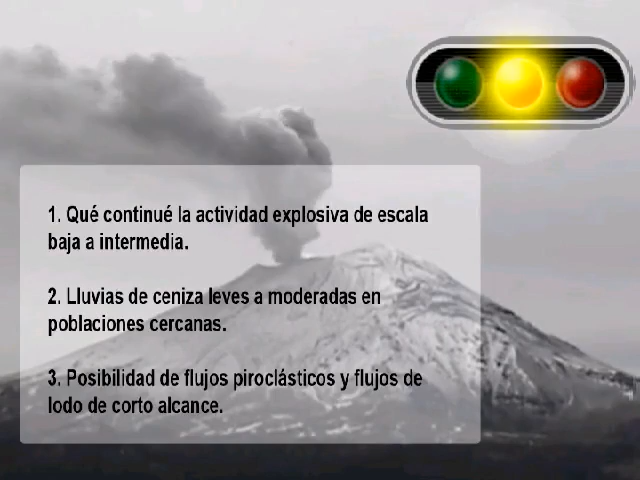 1. Qué continué la actividad explosiva de escala
baja a intermedia.
2. Lluvias de ceniza leves a moderadas en
poblaciones cercanas.
3. Posibilidad de flujos piroclásticos y flujos de
lodo de corto alcance.